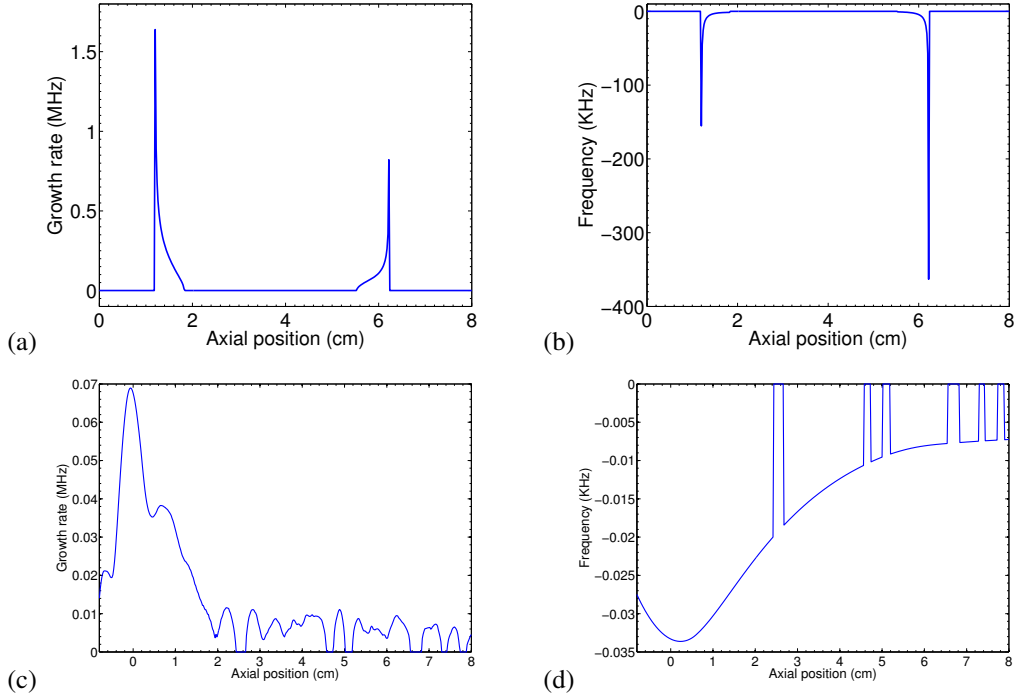 1.5
1
0.5
0
0 2 4 6 8
Growth rate (MHz)
Axial position (cm)
(a)
0
−100
−200
−300
−400
0 2 4 6 8
Frequency (KHz)
Axial position (cm)
(b)
0.07
0.06
0.05
0.04
0.03
0.02
0.01
0
0 1 2 3 4 5 6 7 8
Growth rate (MHz)
Axial position (cm)
(c)
0
−0.005
−0.01
−0.015
−0.02
−0.025
−0.03
−0.035
0 1 2 3 4 5 6 7 8
Frequency (KHz)
Axial position (cm)
(d)